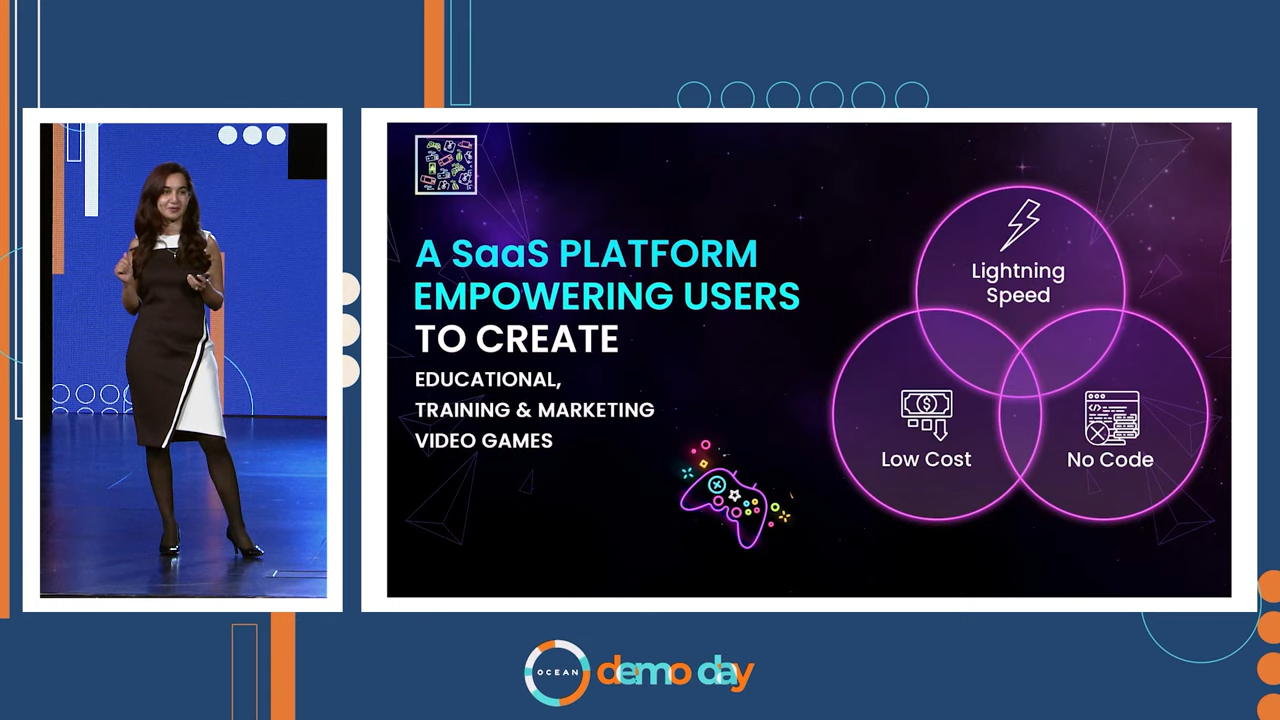 A SaaS PLATFORM
EMPOWERING USERS
TO CREATE
EDUCATIONAL,
TRAINING & MARKETING
VIDEO GAMES
Lightning
Speed
Low Cost
No Code
OCEAN
demo day